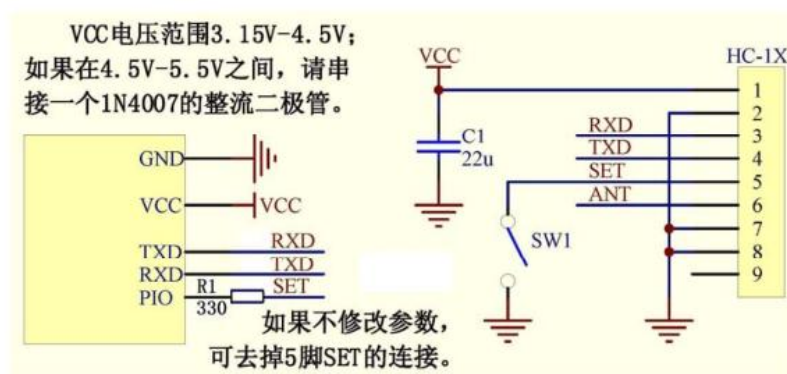 VCC电压范围3.15V-4.5V；
如果在4.5V-5.5V之间，请串
接一个1N4007的整流二极管。
VCC
HC-1X
1
2
RXD
3
TXD
4
SET
5
ANT
6
7
8
9
C1
22u
SW1
GND
VCC
VCC
TXD
RXD
RXD
TXD
PIO
R1
330
SET
如果不修改参数，
可去掉5脚SET的连接。